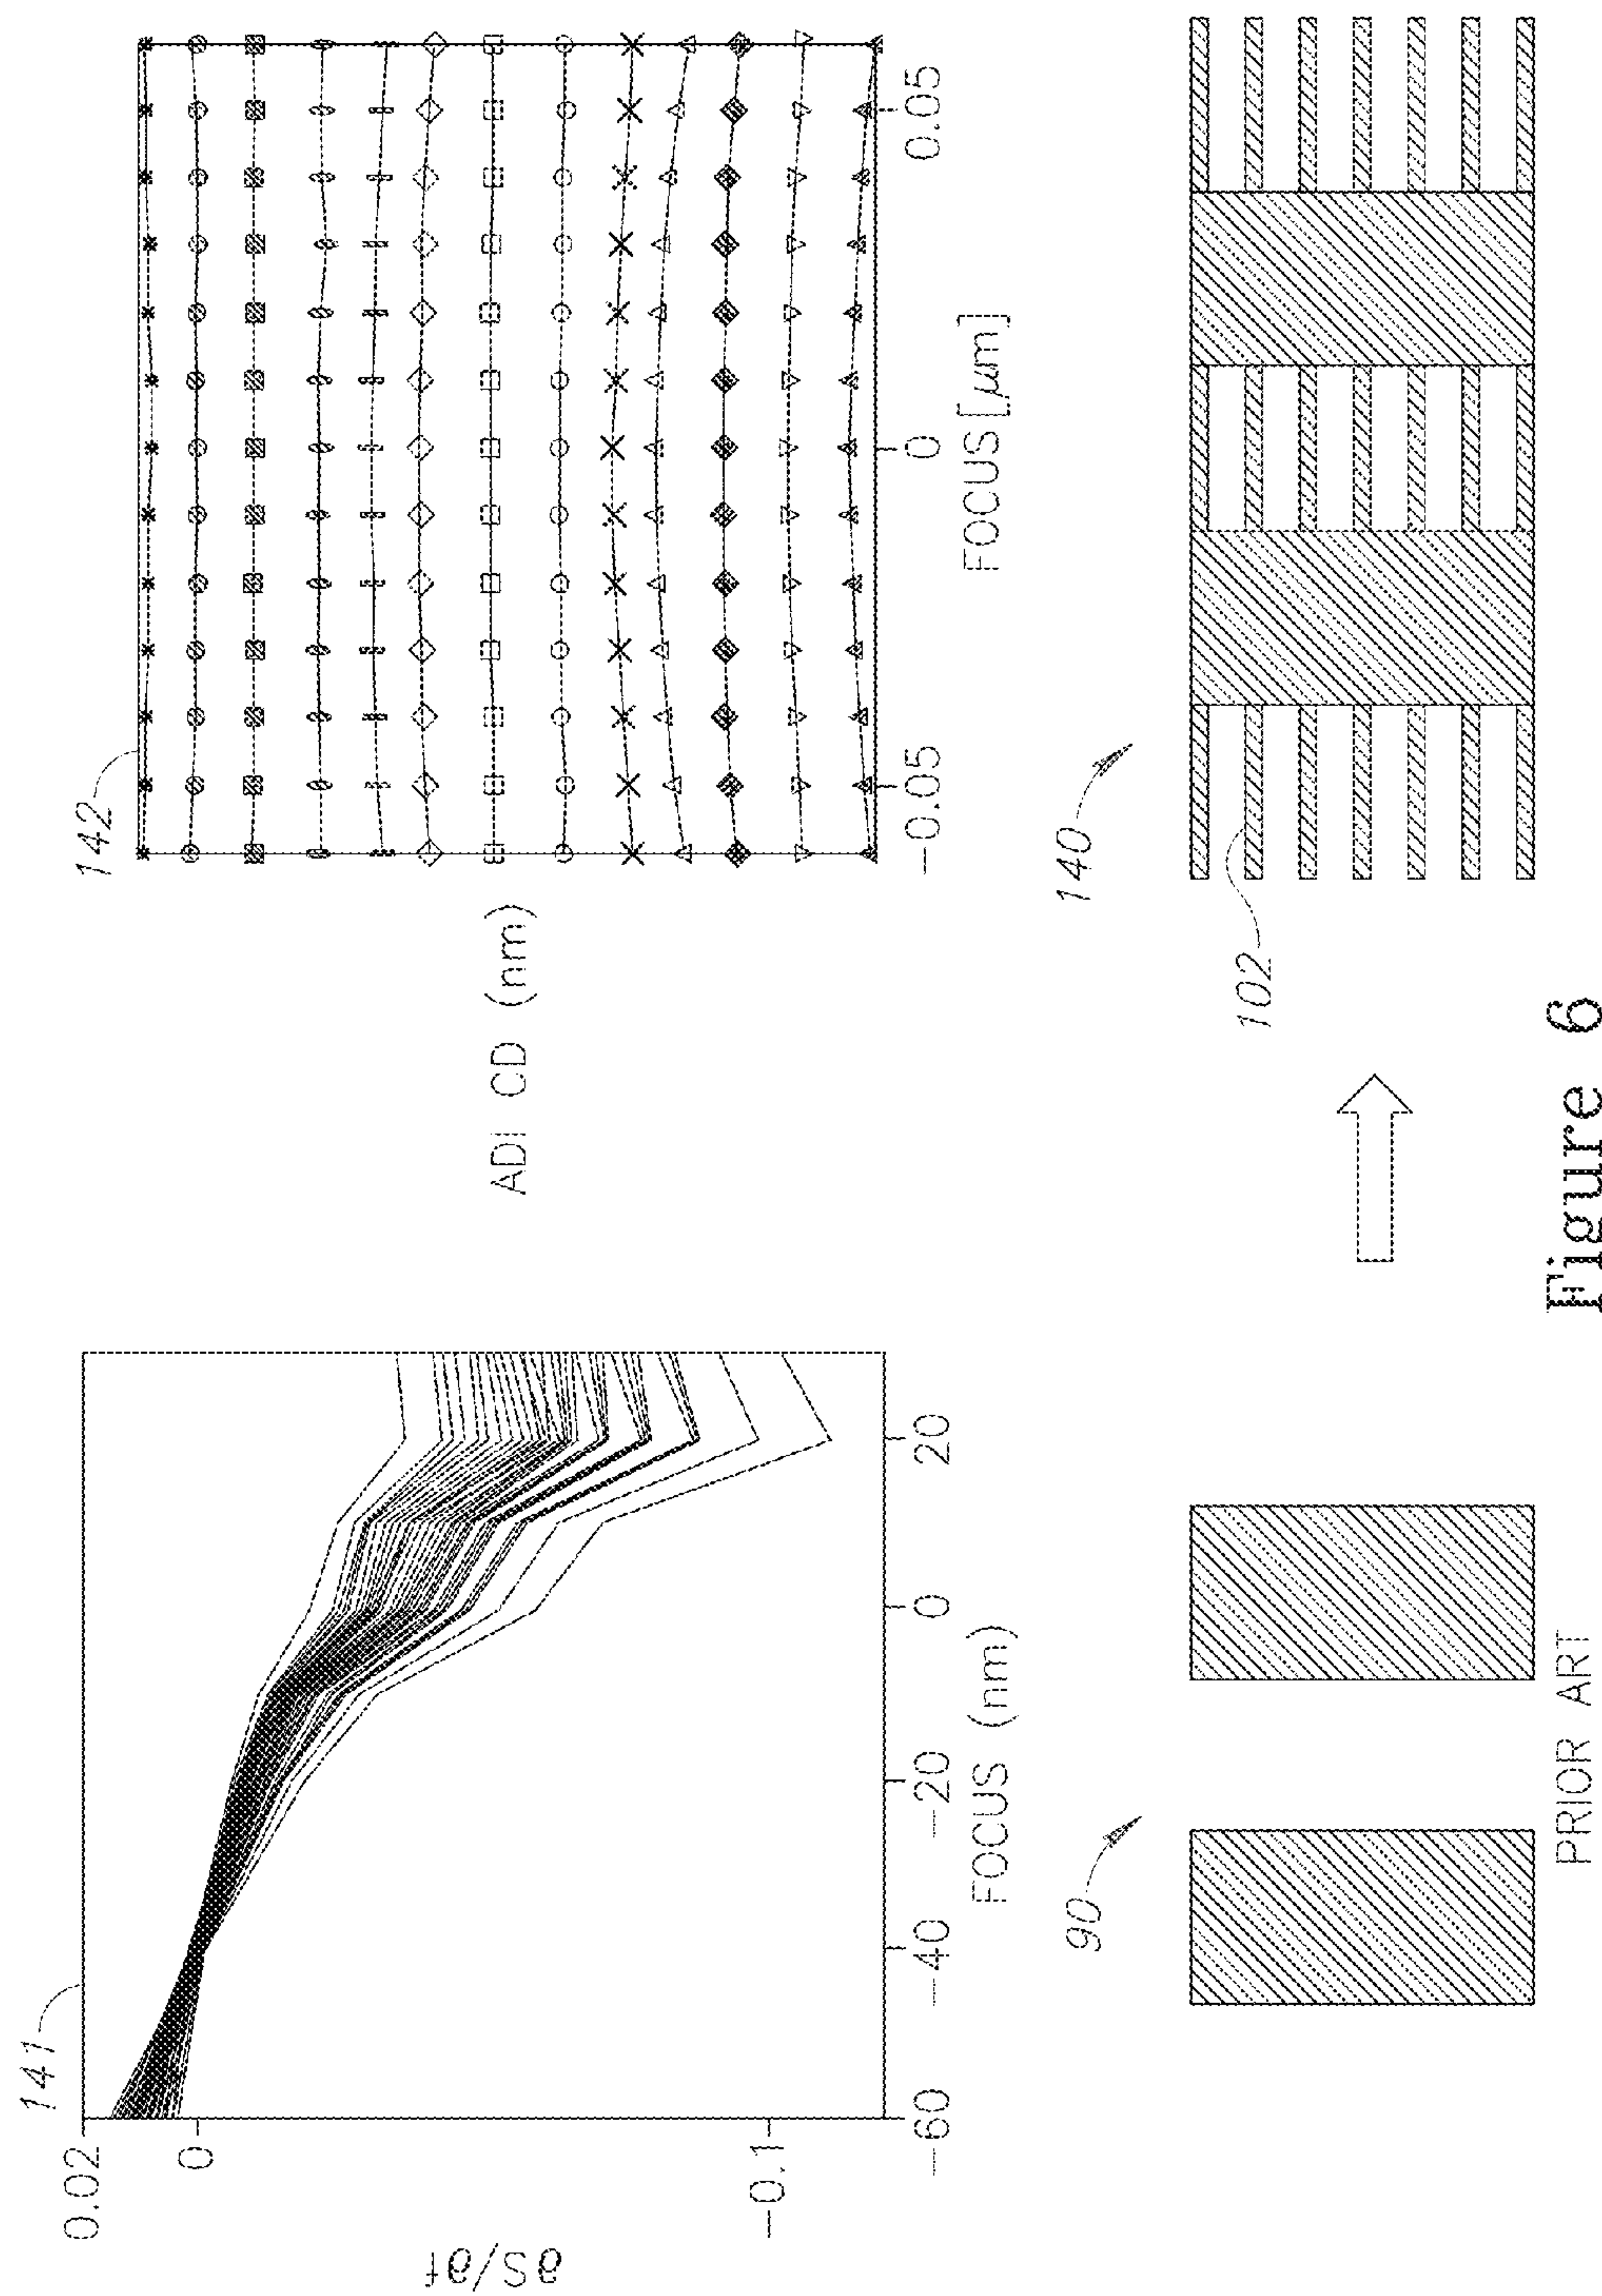 141
0.02
0
-0.1
∂S/∂f
-60
-40
-20
0
20
FOCUS (nm)
142
ADI CD (nm)
-0.05
0
0.05
FOCUS [μm]
90
PRIOR ART
140
102
Figure 6